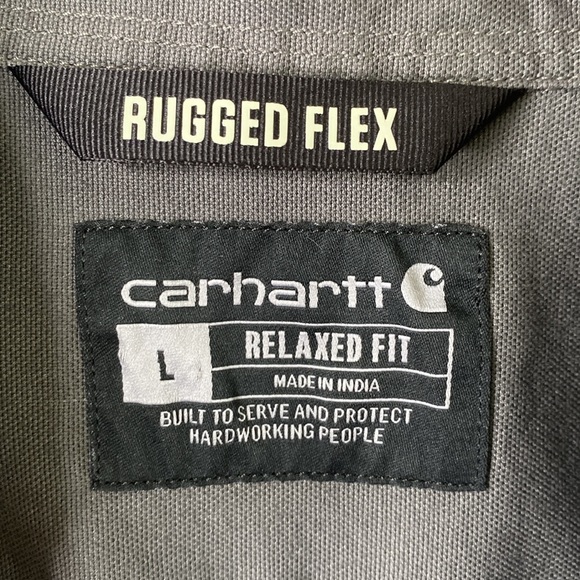 RUGGED FLEX
carhartt
L
RELAXED FIT
MADE IN INDIA
BUILT TO SERVE AND PROTECT
HARDWORKING PEOPLE